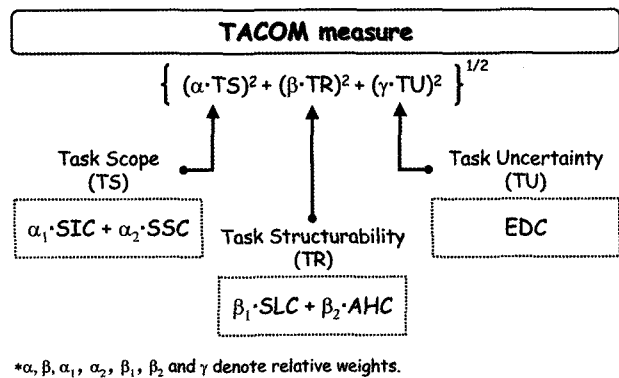 TACOM measure
{ (α·TS)² + (β·TR)² + (γ·TU)² }^1/2
Task Scope
(TS)
α₁·SIC + α₂·SSC
Task Structurability
(TR)
β₁·SLC + β₂·AHC
Task Uncertainty
(TU)
EDC
*α, β, α₁, α₂, β₁, β₂ and γ denote relative weights.